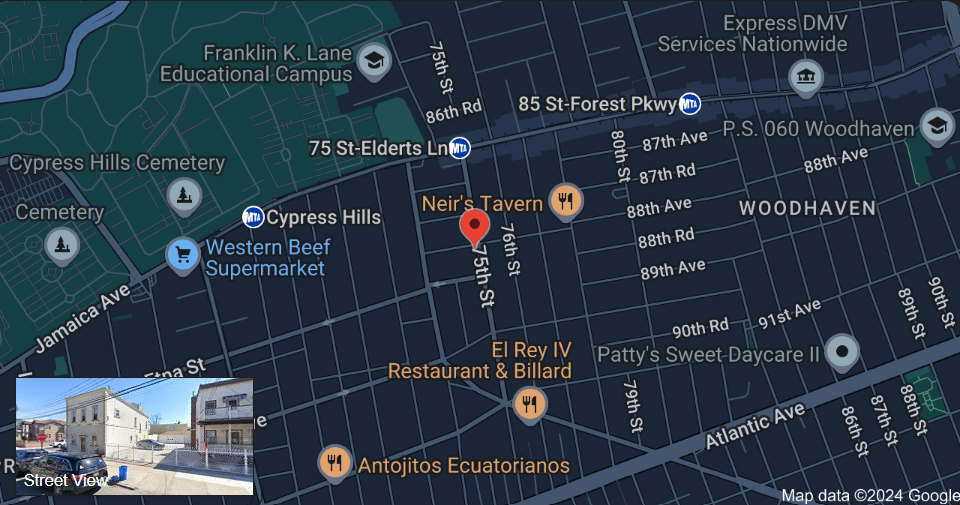 Express DMV
Services Nationwide
Franklin K. Lane
Educational Campus
75th St
86th Rd
85 St-Forest Pkwy
MTA
P.S. 060 Woodhaven
75 St-Elderts Ln
MTA
80th St
87th Ave
88th Ave
Cypress Hills Cemetery
87th Rd
Neir's Tavern
88th Ave
WOODHAVEN
Cemetery
MTA
Cypress Hills
76th St
88th Rd
Western Beef
Supermarket
75th St
89th Ave
Jamaica Ave
90th Rd
91st Ave
89th St
90th St
El Rey IV
Restaurant & Billard
Patty's Sweet Daycare II
Etna St
79th St
Atlantic Ave
86th St
87th St
88th St
Antojitos Ecuatorianos
Street View
Map data ©2024 Google